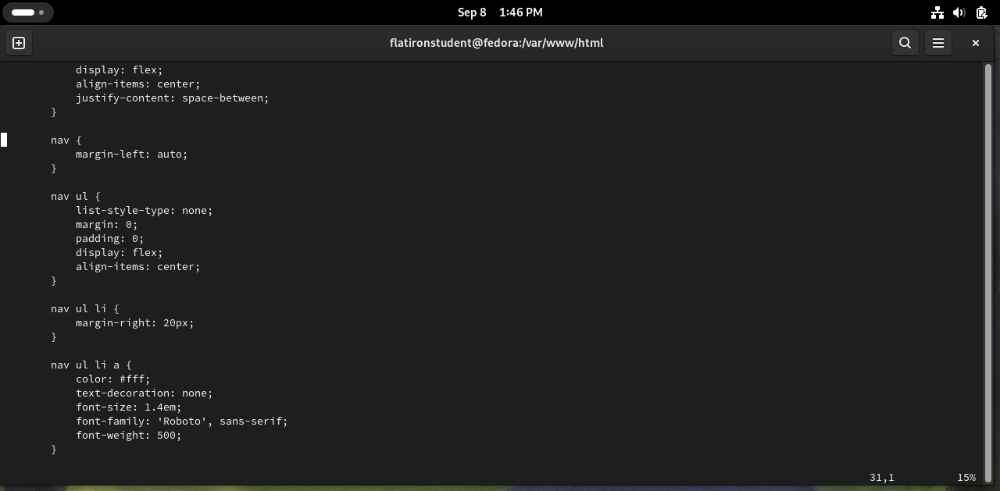 Sep 8 1:46 PM
flatironstudent@fedora:/var/www/html
display: flex;
align-items: center;
justify-content: space-between;
}
nav {
margin-left: auto;
}
nav ul {
list-style-type: none;
margin: 0;
padding: 0;
display: flex;
align-items: center;
}
nav ul li {
margin-right: 20px;
}
nav ul li a {
color: #fff;
text-decoration: none;
font-size: 1.4em;
font-family: 'Roboto', sans-serif;
font-weight: 500;
}
31,1 15%